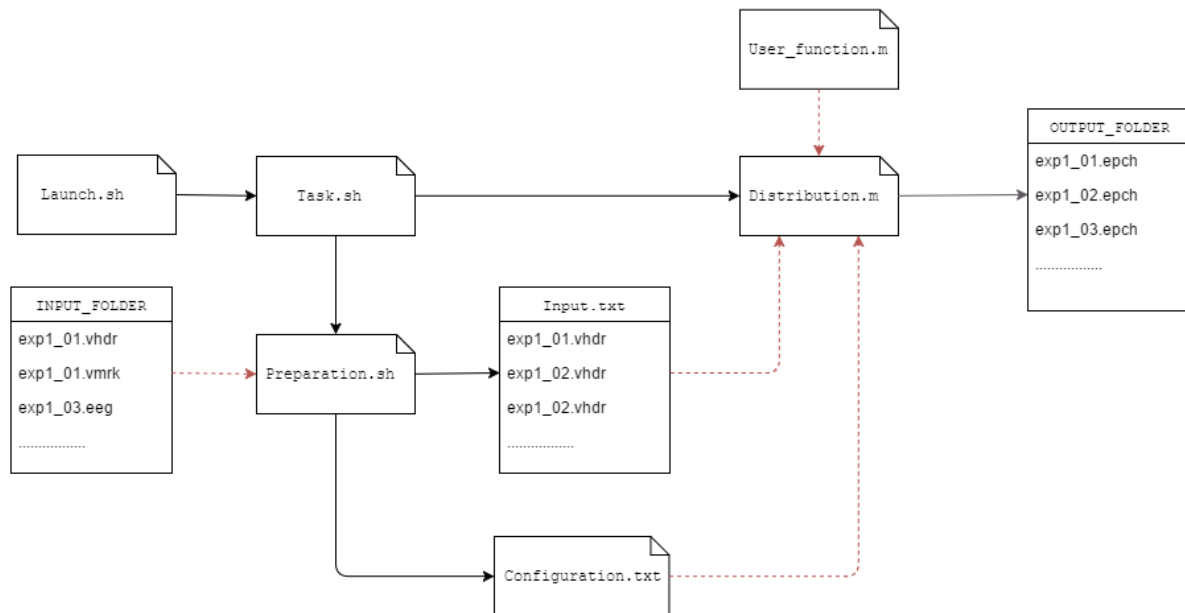 User_function.m
OUTPUT_FOLDER
exp1_01.epch
exp1_02.epch
exp1_03.epch
.................
Launch.sh
Task.sh
Distribution.m
INPUT_FOLDER
exp1_01.vhdr
exp1_01.vmrk
exp1_03.eeg
.................
Preparation.sh
Input.txt
exp1_01.vhdr
exp1_02.vhdr
exp1_02.vhdr
.................
Configuration.txt